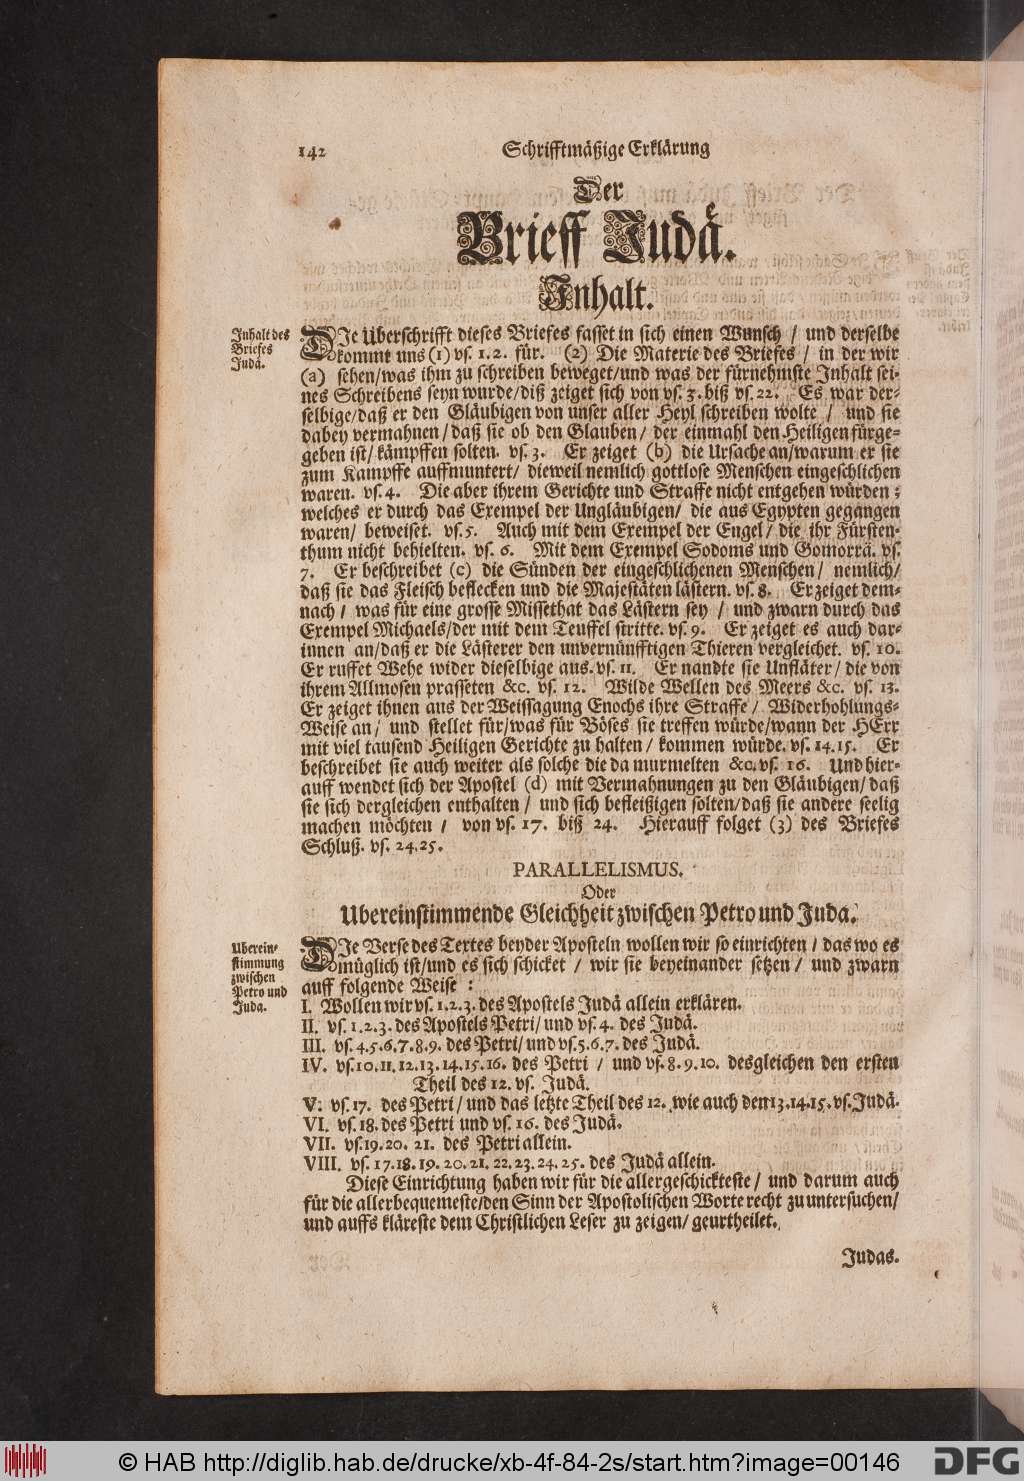 142 Schrifftmäßige Erklärung
Der
Brieff Judä.
Inhalt.
Inhalt des
Briefes
Judä.
DIe Uberschrifft dieses Briefes fasset in sich einen Wunsch / und derselbe
kommt uns (1) vs. 1. 2. für. (2) Die Materie des Briefes / in der wir
(a) sehen/was ihm zu schreiben beweget/und was der fürnehmste Inhalt sei-
nes Schreibens seyn wurde/diß zeiget sich von vs. 3. biß vs. 22. Es war der-
selbige/daß er den Gläubigen von unser aller Heyl schreiben wolte / und sie
dabey vermahnen/daß sie ob den Glauben/ der einmahl den Heiligen fürge-
geben ist/kämpffen solten. vs. 3. Er zeiget (b) die Ursache an/warum er sie
zum Kampffe auffmuntert/ dieweil nemlich gottlose Menschen eingeschlichen
waren. vs. 4. Die aber ihrem Gerichte und Straffe nicht entgehen würden;
welches er durch das Exempel der Ungläubigen/ die aus Egypten gegangen
waren/ beweiset. vs. 5. Auch mit dem Exempel der Engel/ die ihr Fürsten-
thum nicht behielten. vs. 6. Mit dem Exempel Sodoms und Gomorrä. vs.
7. Er beschreibet (c) die Sünden der eingeschlichenen Menschen/ nemlich/
daß sie das Fleisch beflecken und die Majestäten lästern. vs. 8. Er zeiget dem-
nach / was für eine grosse Missethat das Lästern sey / und zwarn durch das
Exempel Michaels/der mit dem Teuffel stritte. vs. 9. Er zeiget es auch dar-
innen an/daß er die Lästerer den unvernünfftigen Thieren vergleichet. vs. 10.
Er ruffet Wehe wider dieselbige aus. vs. 11. Er nandte sie Unfläter/ die von
ihrem Allmosen prasseten &c. vs. 12. Wilde Wellen des Meers &c. vs. 13.
Er zeiget ihnen aus der Weissagung Enochs ihre Straffe/ Widerhohlungs-
Weise an/ und stellet für/was für Böses sie treffen würde/wann der HErr
mit viel tausend Heiligen Gerichte zu halten/ kommen würde. vs. 14. 15. Er
beschreibet sie auch weiter als solche die da murmelten &c. vs. 16. Und hier-
auff wendet sich der Apostel (d) mit Vermahnungen zu den Gläubigen/ daß
sie sich dergleichen enthalten / und sich befleißigen solten/daß sie andere seelig
machen möchten / von vs. 17. biß 24. Hierauff folget (3) des Briefes
Schluß. vs. 24. 25.
PARALLELISMUS.
Oder
Ubereinstimmende Gleichheit zwischen Petro und Juda.
Uberein-
stimmung
zwischen
Petro und
Juda.
DIe Verse des Textes beyder Aposteln wollen wir so einrichten / das wo es
müglich ist/und es sich schicket / wir sie beyeinander setzen / und zwarn
auff folgende Weise:
I. Wollen wir vs. 1. 2. 3. des Apostels Judä allein erklären.
II. vs. 1. 2. 3. des Apostels Petri/ und vs. 4. des Judä.
III. vs. 4. 5. 6. 7. 8. 9. des Petri/ und vs. 5. 6. 7. des Judä.
IV. vs. 10. 11. 12. 13. 14. 15. 16. des Petri / und vs. 8. 9. 10. desgleichen den ersten
Theil des 12. vs. Judä.
V. vs. 17. des Petri/ und das letzte Theil des 12. wie auch den 13. 14. 15. vs. Judä.
VI. vs. 18. des Petri und vs. 16. des Judä.
VII. vs. 19. 20. 21. des Petri allein.
VIII. vs. 17. 18. 19. 20. 21. 22. 23. 24. 25. des Judä allein.
Diese Einrichtung haben wir für die allergeschickteste/ und darum auch
für die allerbequemeste/den Sinn der Apostolischen Worte recht zu untersuchen/
und auffs kläreste dem Christlichen Leser zu zeigen/ geurtheilet.
Judas.
© HAB http://diglib.hab.de/drucke/xb-4f-84-2s/start.htm?image=00146
DFG